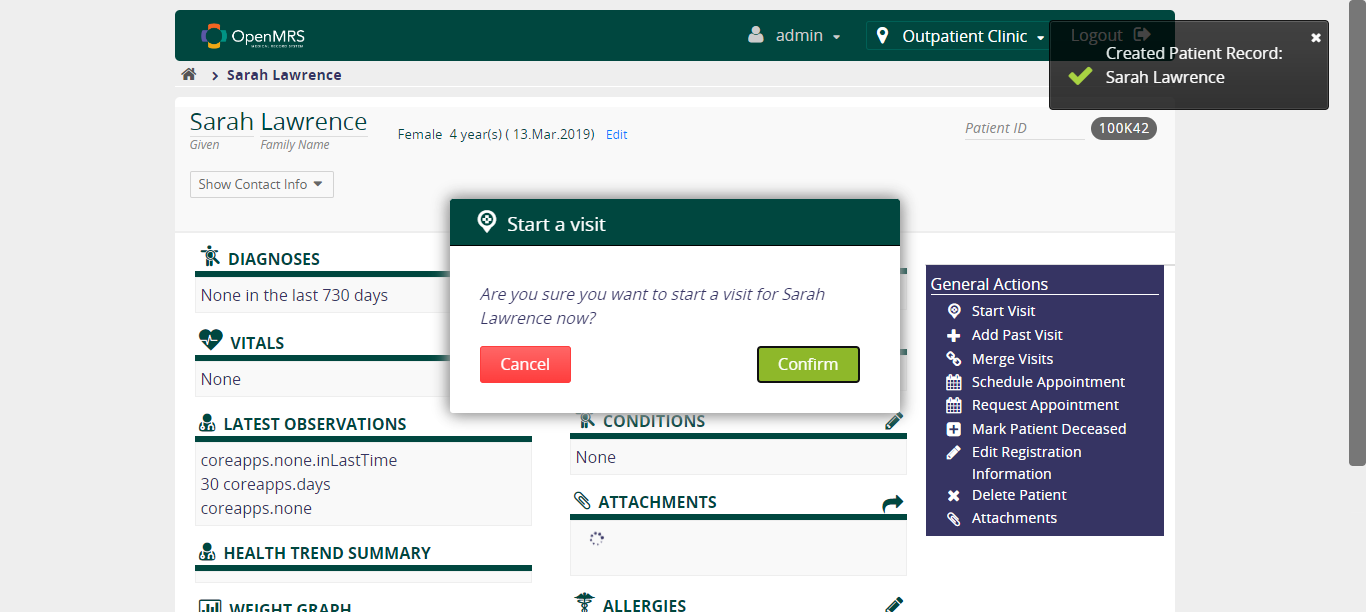 OpenMRS
MEDICAL RECORD SYSTEM
admin
Outpatient Clinic
Logout
Created Patient Record:
Sarah Lawrence
Sarah Lawrence
Sarah Lawrence
Given Family Name
Female 4 year(s) ( 13.Mar.2019) Edit
Patient ID 100K42
Show Contact Info
Start a visit
Are you sure you want to start a visit for Sarah
Lawrence now?
Cancel Confirm
DIAGNOSES
None in the last 730 days
VITALS
None
LATEST OBSERVATIONS
coreapps.none.inLastTime
30 coreapps.days
coreapps.none
HEALTH TREND SUMMARY
WEIGHT GRAPH
CONDITIONS
None
ATTACHMENTS
ALLERGIES
General Actions
Start Visit
Add Past Visit
Merge Visits
Schedule Appointment
Request Appointment
Mark Patient Deceased
Edit Registration
Information
Delete Patient
Attachments